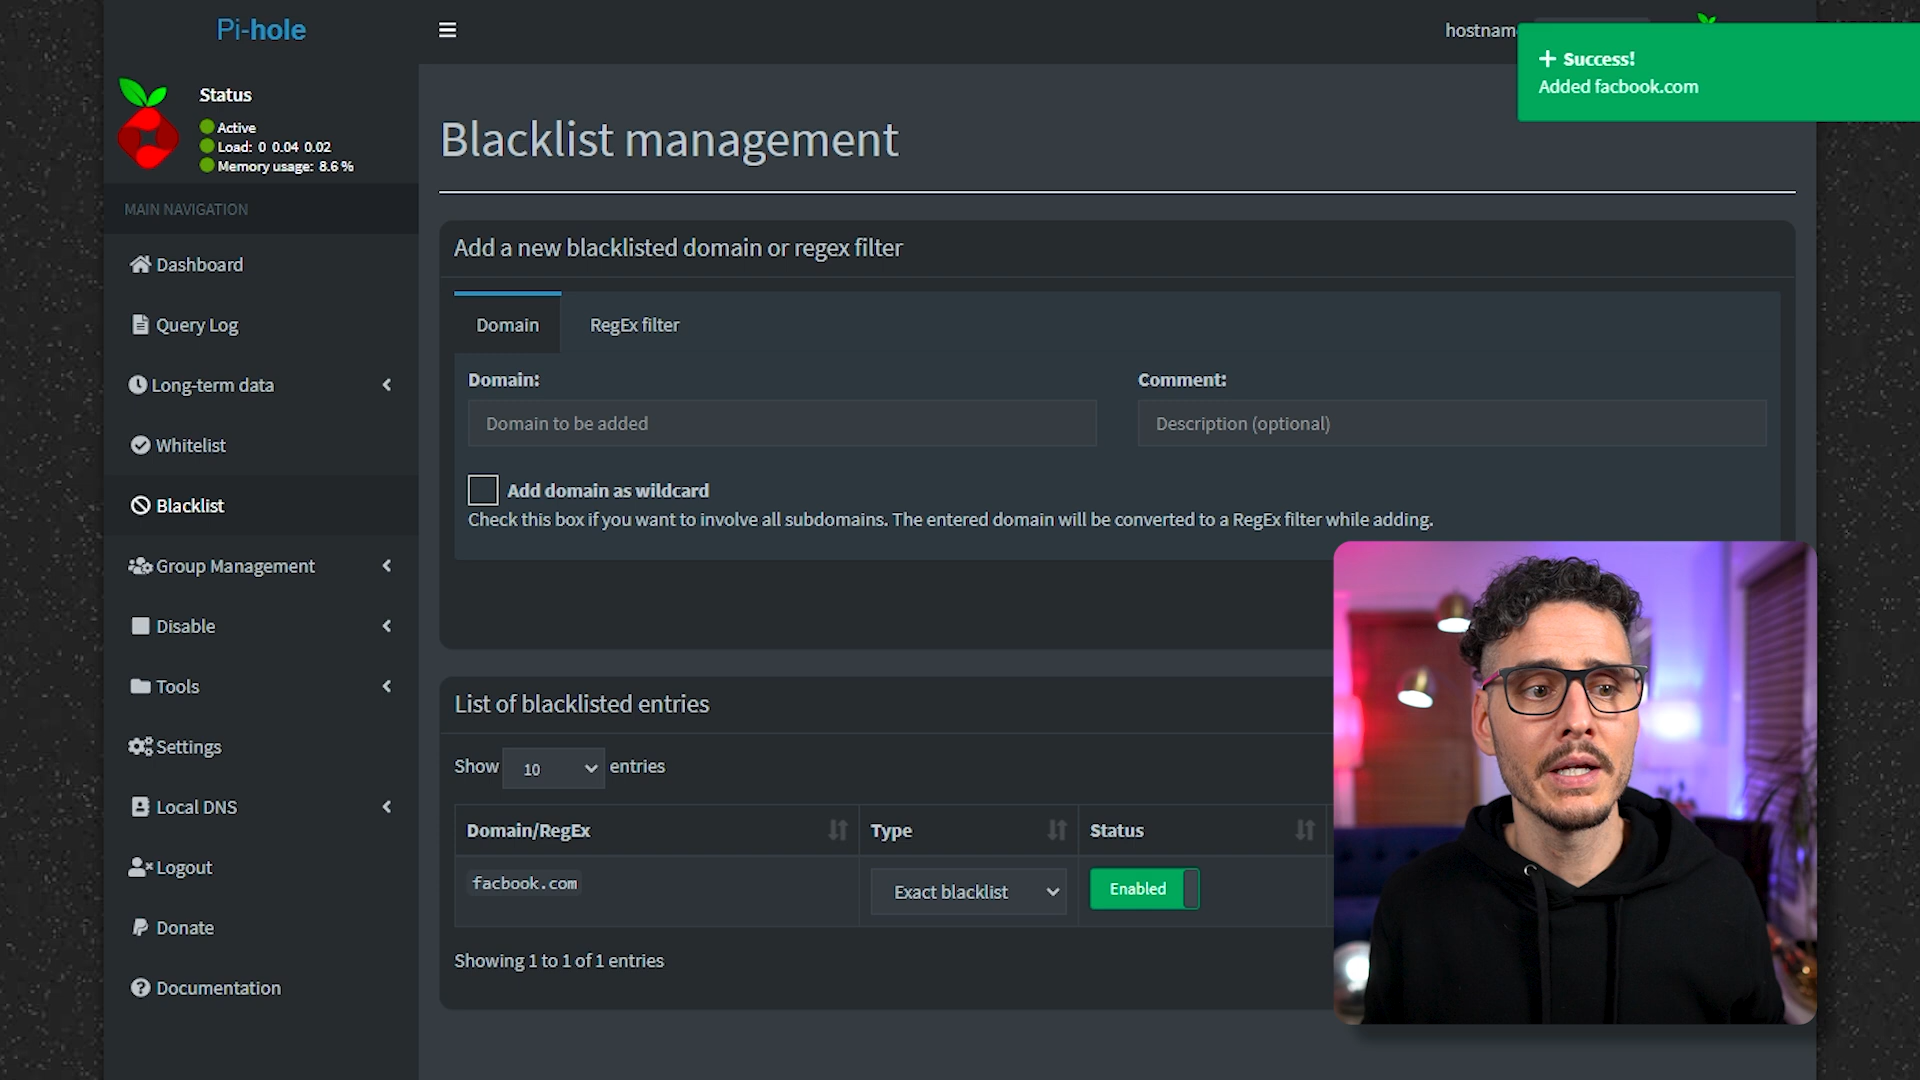 Pi-hole
hostname
Success!
Added facbook.com
Status
Active
Load: 0 0.04 0.02
Memory usage: 8.6 %
MAIN NAVIGATION
Dashboard
Query Log
Long-term data
Whitelist
Blacklist
Group Management
Disable
Tools
Settings
Local DNS
Logout
Donate
Documentation
Blacklist management
Add a new blacklisted domain or regex filter
Domain RegEx filter
Domain: Comment:
Domain to be added Description (optional)
Add domain as wildcard
Check this box if you want to involve all subdomains. The entered domain will be converted to a RegEx filter while adding.
List of blacklisted entries
Show 10 entries
Domain/RegEx Type Status
facbook.com Exact blacklist Enabled
Showing 1 to 1 of 1 entries